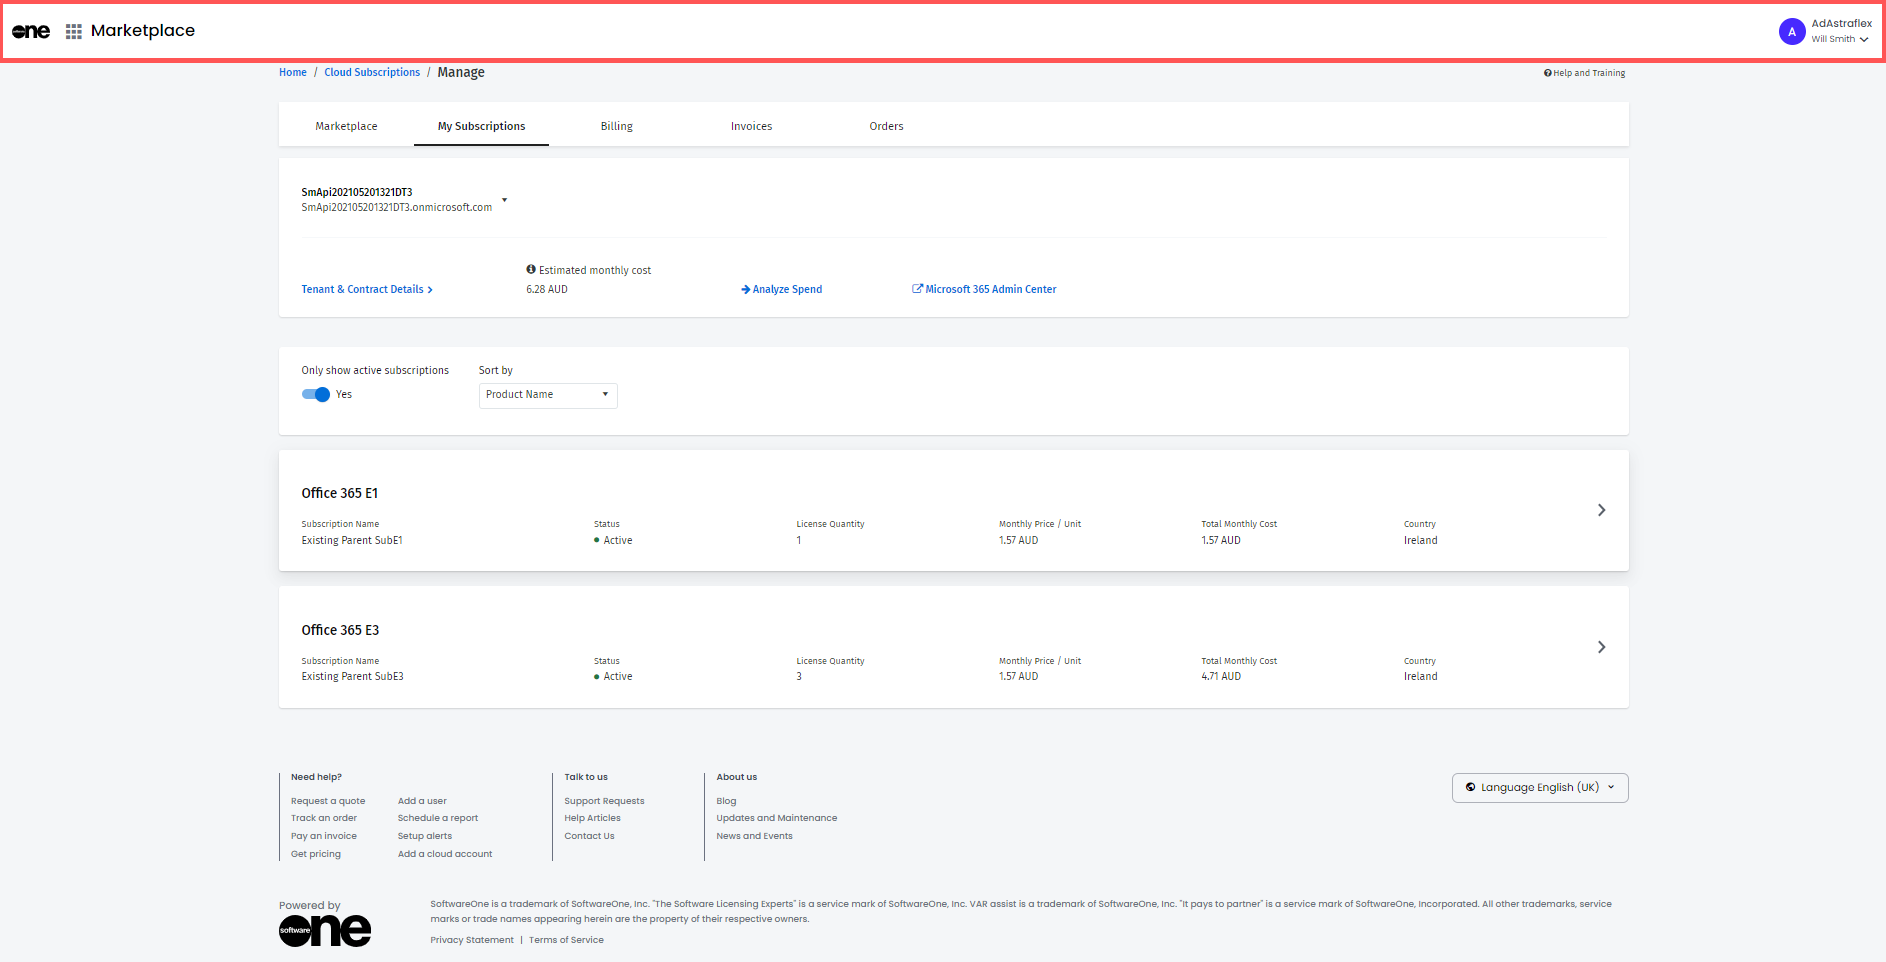 software one Marketplace
A AdAstraflex
Will Smith
Home / Cloud Subscriptions / Manage
Help and Training
Marketplace My Subscriptions Billing Invoices Orders
SmApi202105201321DT3
SmApi202105201321DT3.onmicrosoft.com
Estimated monthly cost
Tenant & Contract Details 6.28 AUD Analyze Spend Microsoft 365 Admin Center
Only show active subscriptions Sort by
Yes Product Name
Office 365 E1
Subscription Name Status License Quantity Monthly Price / Unit Total Monthly Cost Country
Existing Parent SubE1 Active 1 1.57 AUD 1.57 AUD Ireland
Office 365 E3
Subscription Name Status License Quantity Monthly Price / Unit Total Monthly Cost Country
Existing Parent SubE3 Active 3 1.57 AUD 4.71 AUD Ireland
Need help? Talk to us About us
Language English (UK)
Request a quote Add a user Support Requests Blog
Track an order Schedule a report Help Articles Updates and Maintenance
Pay an invoice Setup alerts Contact Us News and Events
Get pricing Add a cloud account
Powered by
software one
SoftwareOne is a trademark of SoftwareOne, Inc. "The Software Licensing Experts" is a service mark of SoftwareOne, Inc. VAR assist is a trademark of SoftwareOne, Inc. "It pays to partner" is a service mark of SoftwareOne, Incorporated. All other trademarks, service
marks or trade names appearing herein are the property of their respective owners.
Privacy Statement | Terms of Service